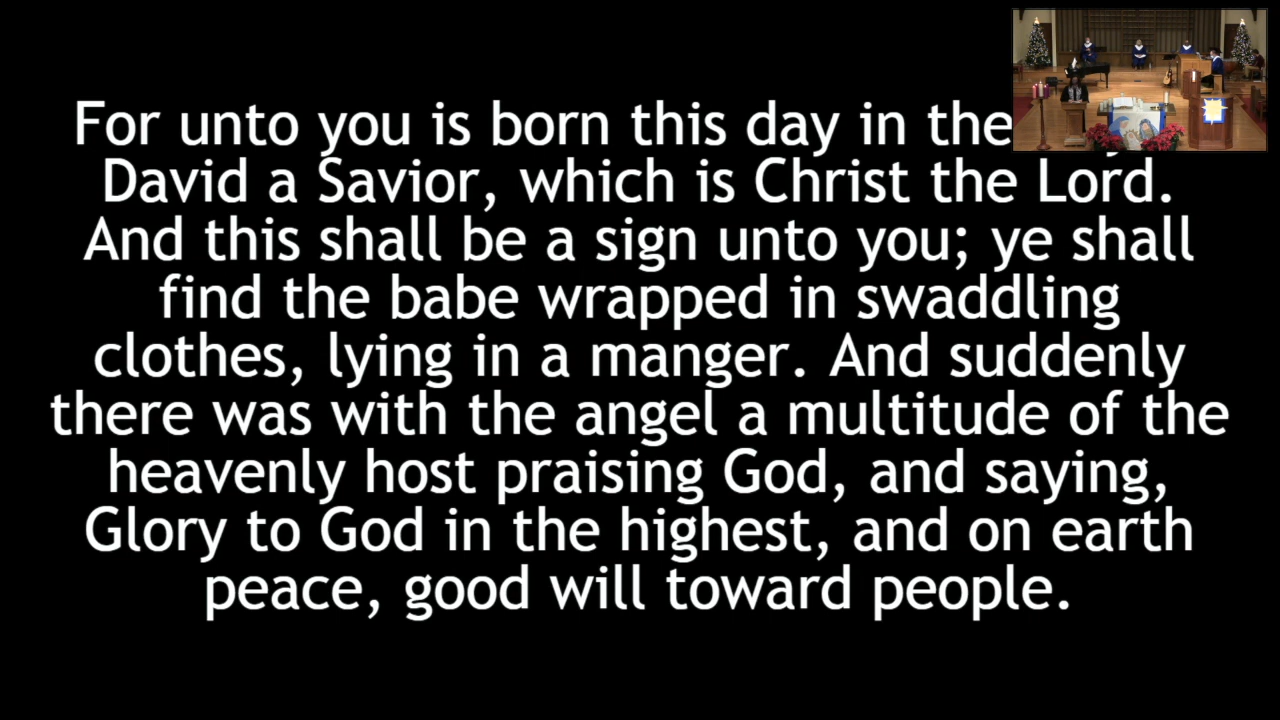 For unto you is born this day in the
David a Savior, which is Christ the Lord.
And this shall be a sign unto you; ye shall
find the babe wrapped in swaddling
clothes, lying in a manger. And suddenly
there was with the angel a multitude of the
heavenly host praising God, and saying,
Glory to God in the highest, and on earth
peace, good will toward people.